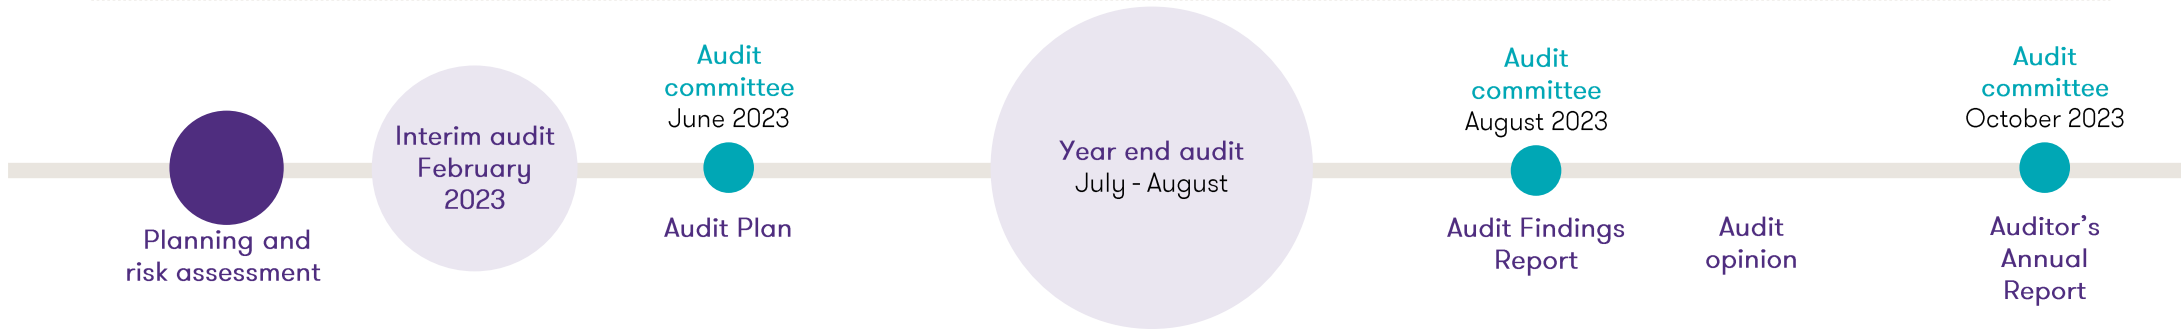 Planning and
risk assessment
Interim audit
February
2023
Audit
committee
June 2023
Audit Plan
Year end audit
July - August
Audit
committee
August 2023
Audit Findings
Report
Audit
opinion
Audit
committee
October 2023
Auditor’s
Annual
Report